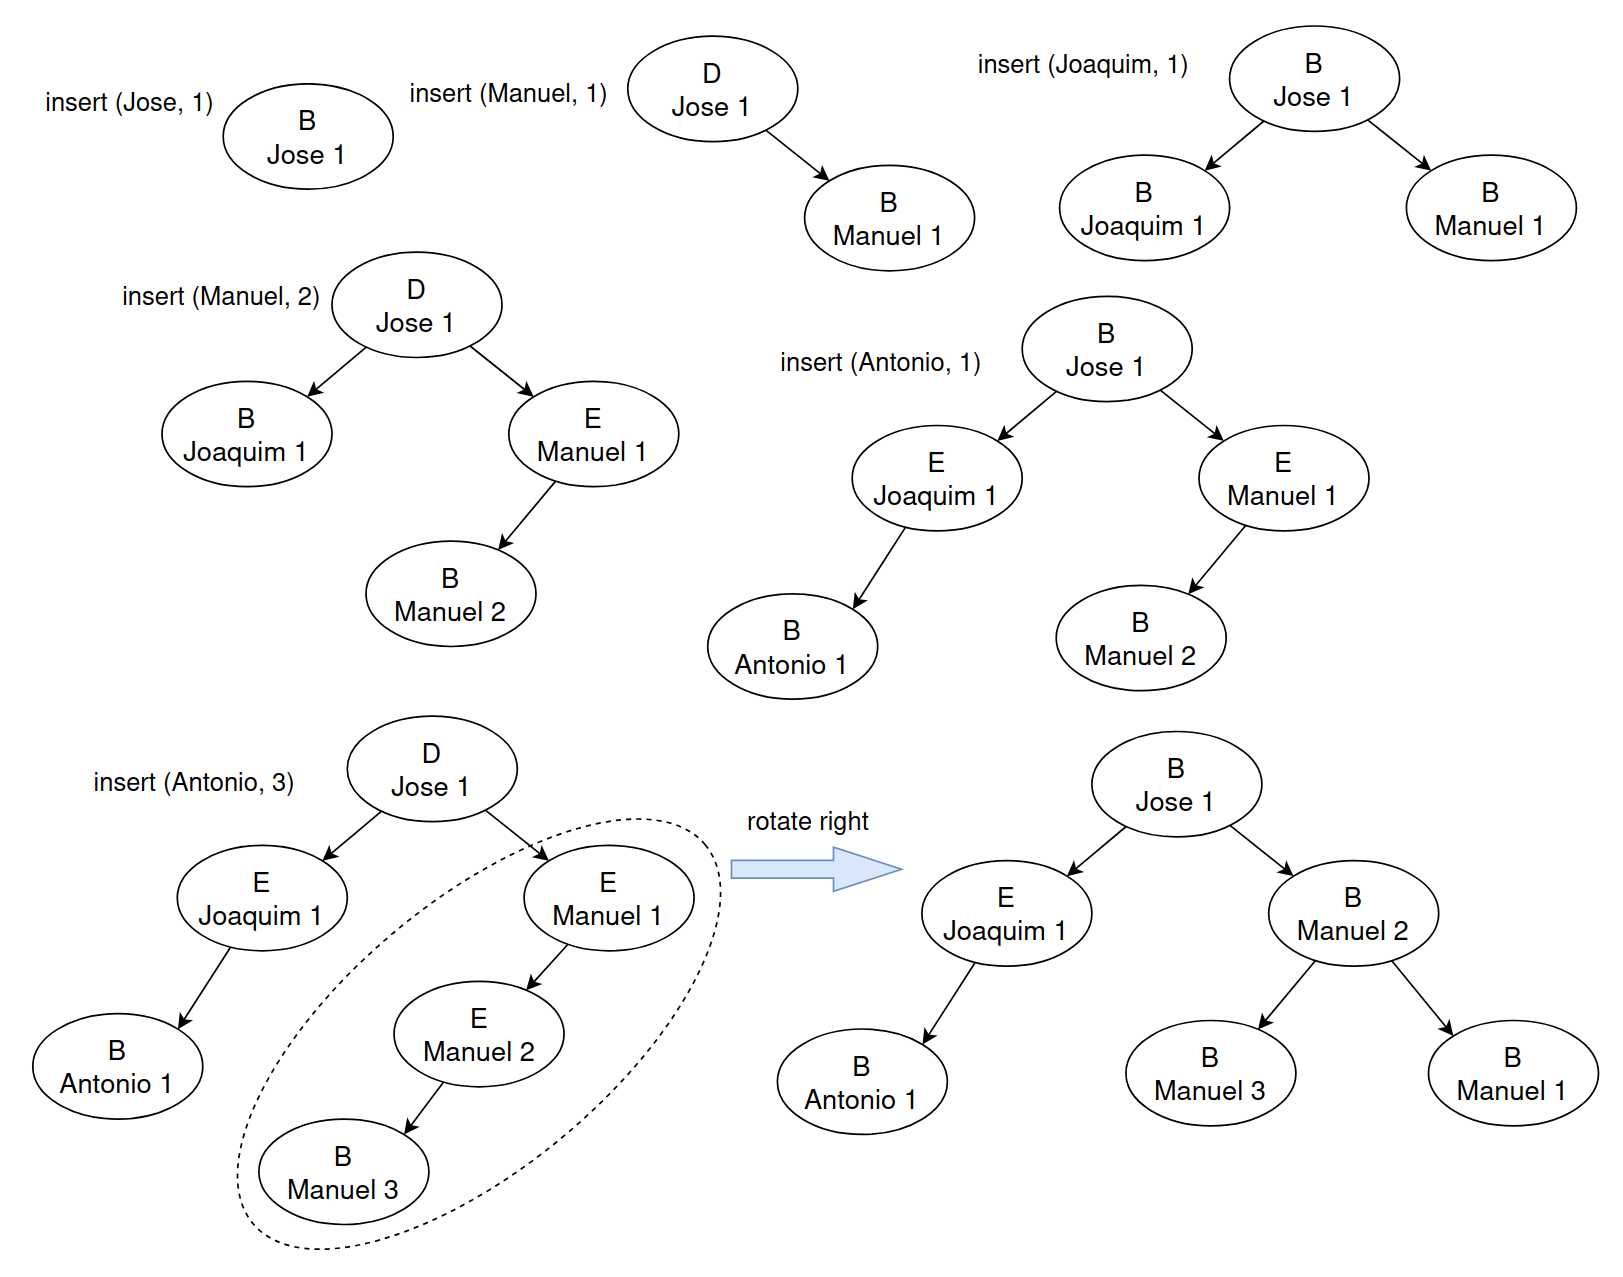 insert (Jose, 1)
B
Jose 1
insert (Manuel, 1)
D
Jose 1
B
Manuel 1
insert (Joaquim, 1)
B
Jose 1
B
Joaquim 1
B
Manuel 1
insert (Manuel, 2)
D
Jose 1
B
Joaquim 1
E
Manuel 1
B
Manuel 2
insert (Antonio, 1)
B
Jose 1
E
Joaquim 1
E
Manuel 1
B
Antonio 1
B
Manuel 2
insert (Antonio, 3)
D
Jose 1
E
Joaquim 1
E
Manuel 1
B
Antonio 1
E
Manuel 2
B
Manuel 3
rotate right
B
Jose 1
E
Joaquim 1
B
Manuel 2
B
Antonio 1
B
Manuel 3
B
Manuel 1